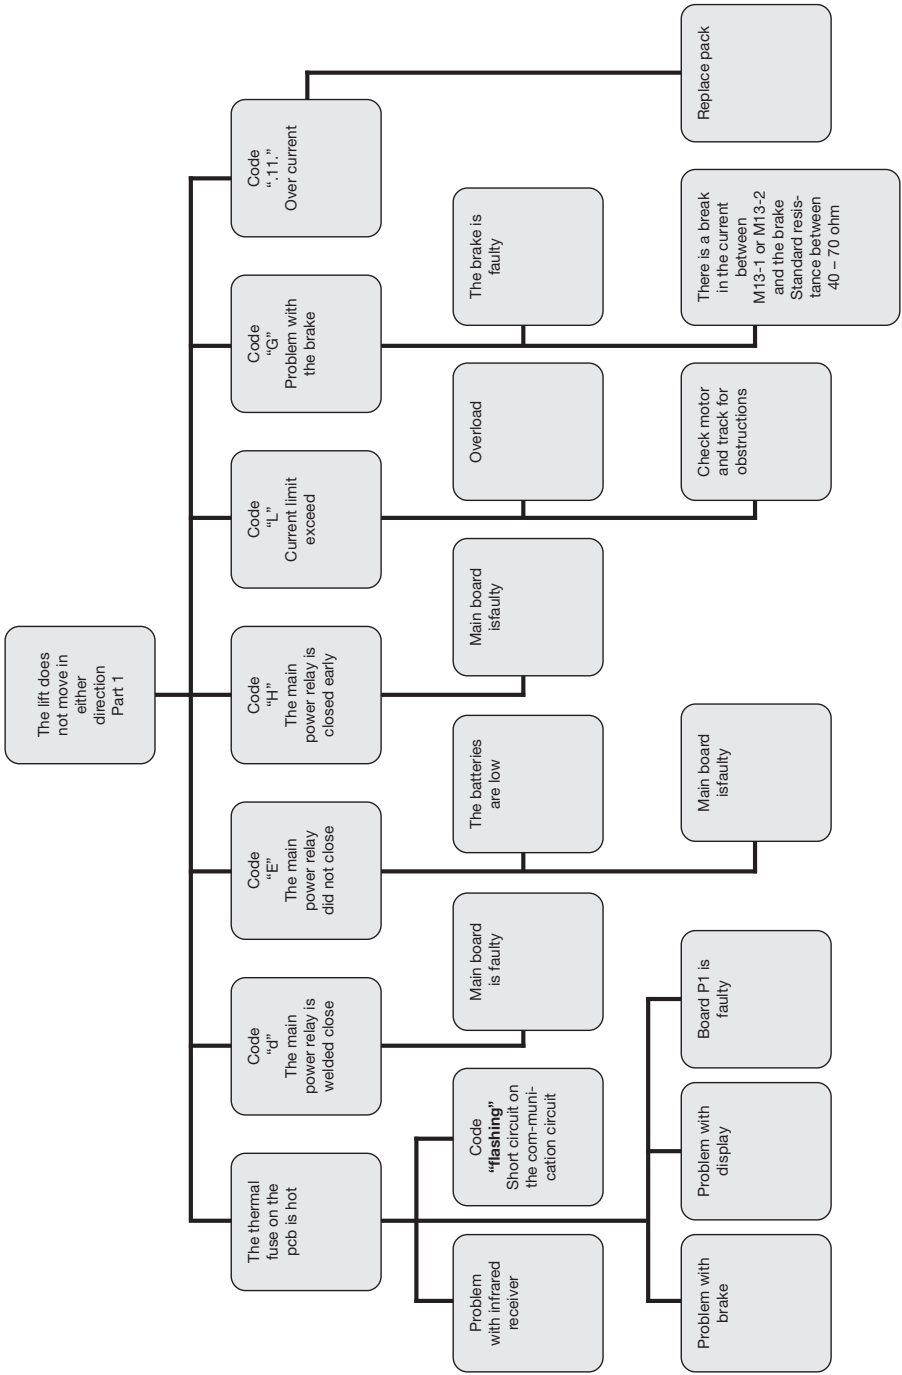 The lift does
not move in
either
direction
Part 1
The thermal
fuse on the
pcb is hot
Code
“d”
The main
power relay is
welded close
Code
“E”
The main
power relay
did not close
Code
“H”
The main
power relay is
closed early
Code
“L”
Current limit
exceed
Code
“G”
Problem with
the brake
Code
“.11.”
Over current
Problem
with infrared
receiver
Code
“flashing”
Short circuit on
the com-muni-
cation circuit
Main board
is faulty
The batteries
are low
Main board
isfaulty
Overload
The brake is
faulty
Problem with
brake
Problem with
display
Board P1 is
faulty
Main board
isfaulty
Check motor
and track for
obstructions
There is a break
in the current
between
M13-1 or M13-2
and the brake
Standard resis-
tance between
40 – 70 ohm
Replace pack